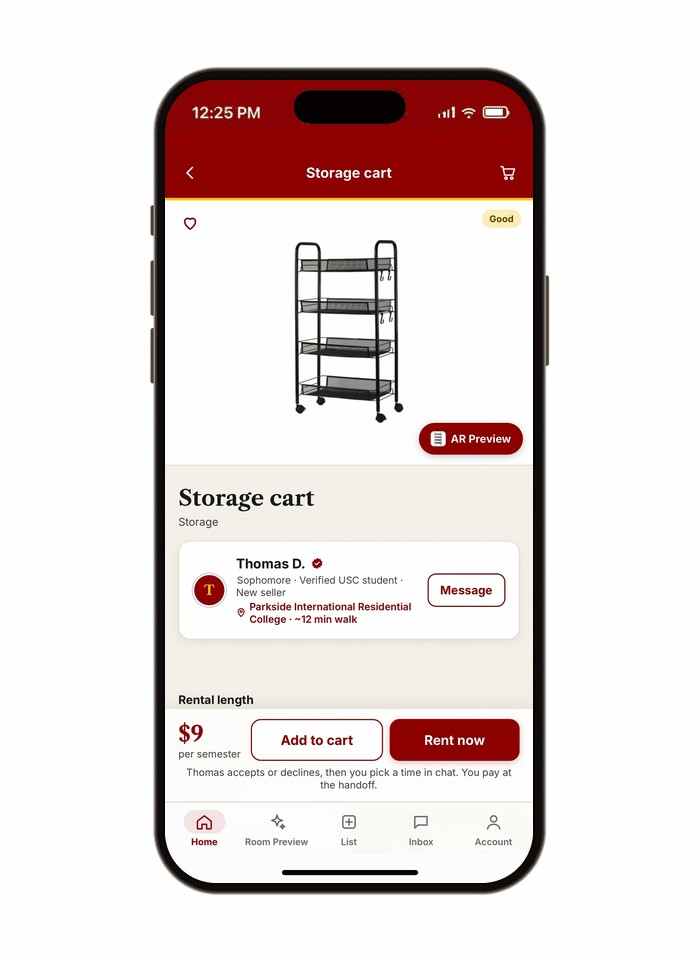 12:25 PM
Storage cart
Good
AR Preview
Storage cart
Storage
Thomas D.
T
Sophomore · Verified USC student ·
New seller
Parkside International Residential
College · ~12 min walk
Message
Rental length
$9
per semester
Add to cart
Rent now
Thomas accepts or declines, then you pick a time in chat. You pay at
the handoff.
Home
Room Preview
List
Inbox
Account